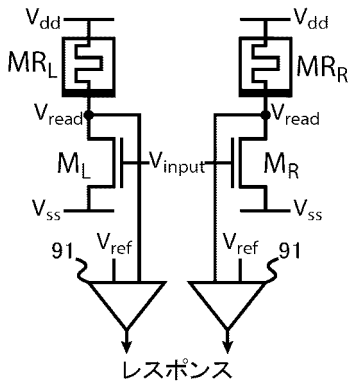 Vdd Vdd
MRL MRR
Vread Vread
ML Vinput MR
Vss Vss
91 Vref Vref 91
レスポンス